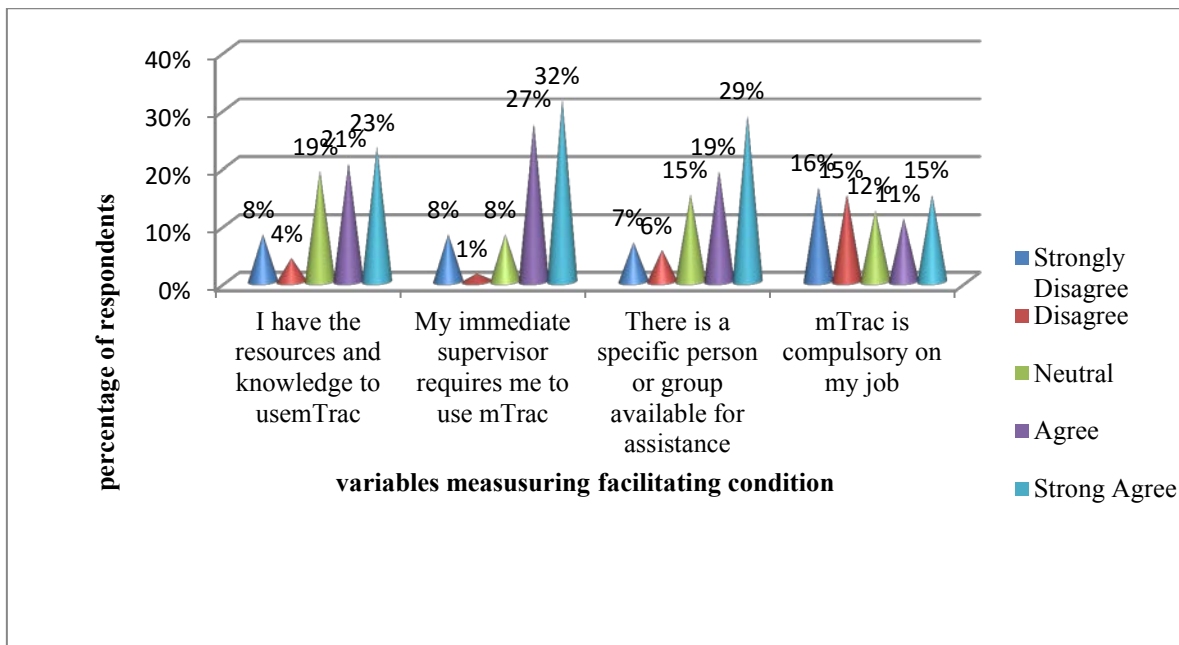 percentage of respondents
40%
30%
20%
10%
0%
8%
4%
19%
21%
23%
8%
1%
8%
27%
32%
7%
6%
15%
19%
29%
16%
15%
12%
11%
15%
I have the
resources and
knowledge to
usemTrac
My immediate
supervisor
requires me to
use mTrac
There is a
specific person
or group
available for
assistance
mTrac is
compulsory on
my job
variables measusuring facilitating condition
Strongly
Disagree
Disagree
Neutral
Agree
Strong Agree